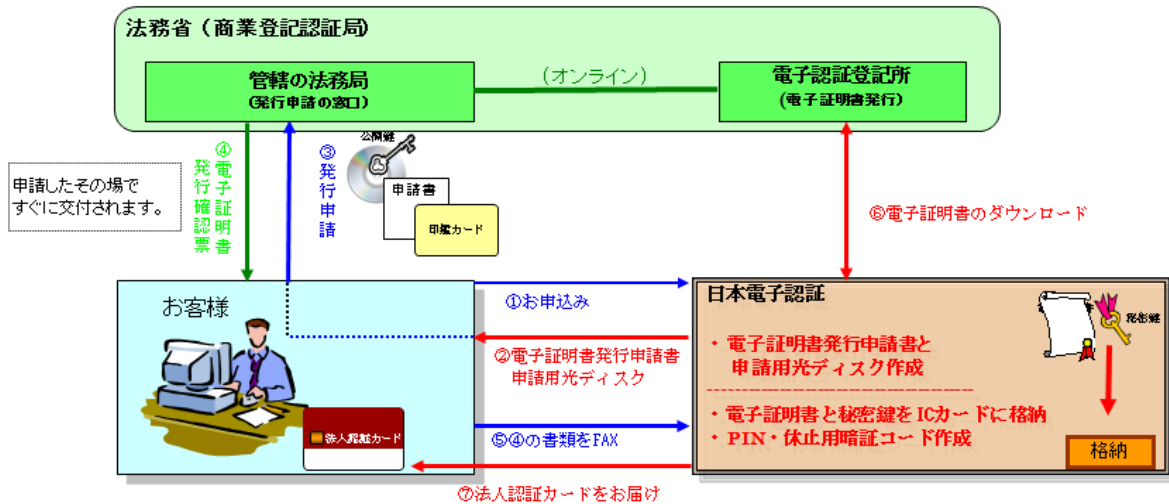 法務省（商業登記認証局）
管轄の法務局
（発行申請の窓口）
（オンライン）
電子認証登記所
（電子証明書発行）
申請したその場で
すぐに交付されます。
④電子証明書
発行確認票
③発行申請
公開鍵
申請書
印鑑カード
⑥電子証明書のダウンロード
お客様
①お申込み
②電子証明書発行申請書
申請用光ディスク
法人認証カード
⑤④の書類をFAX
⑦法人認証カードをお届け
日本電子認証
秘密鍵
・電子証明書発行申請書と
申請用光ディスク作成
・電子証明書と秘密鍵をICカードに格納
・PIN・休止用暗証コード作成
格納